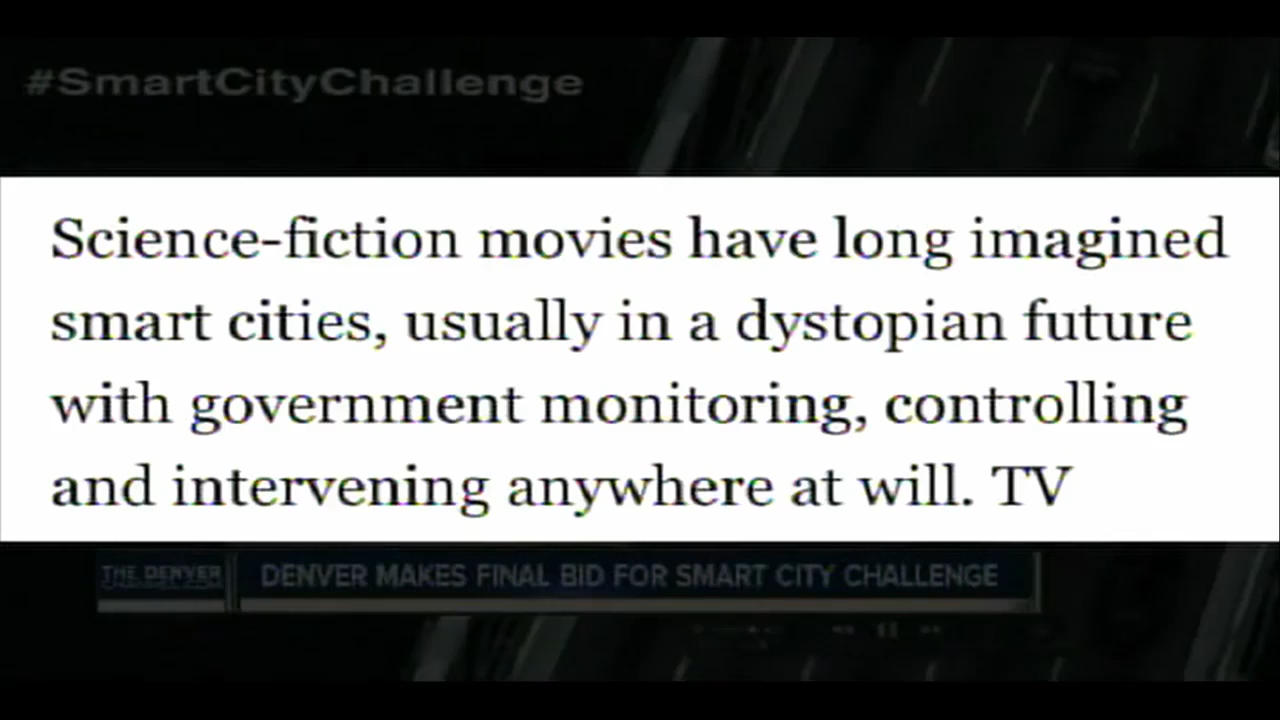 #SmartCityChallenge
Science-fiction movies have long imagined
smart cities, usually in a dystopian future
with government monitoring, controlling
and intervening anywhere at will. TV
THE DENVER
DENVER MAKES FINAL BID FOR SMART CITY CHALLENGE